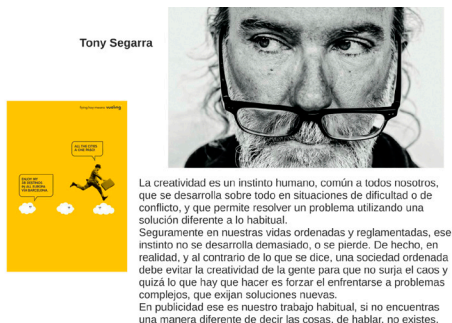 Tony Segarra
vueling
ALL THE CITIES
La creatividad es un instinto humano, común a todos nosotros,
que se desarrolla sobre todo en situaciones de dificultad o de
conflicto, y que permite resolver un problema utilizando una
solución diferente a lo habitual.
Seguramente en nuestras vidas ordenadas y reglamentadas, ese
instinto no se desarrolla demasiado, o se pierde. De hecho, en
realidad, y al contrario de lo que se dice, una sociedad ordenada
debe evitar la creatividad de la gente para que no surja el caos y
quizá lo que hay que hacer es forzar el enfrentarse a problemas
complejos, que exijan soluciones nuevas.
En publicidad ese es nuestro trabajo habitual, si no encuentras
una manera diferente de decir las cosas, de hablar, no existes.